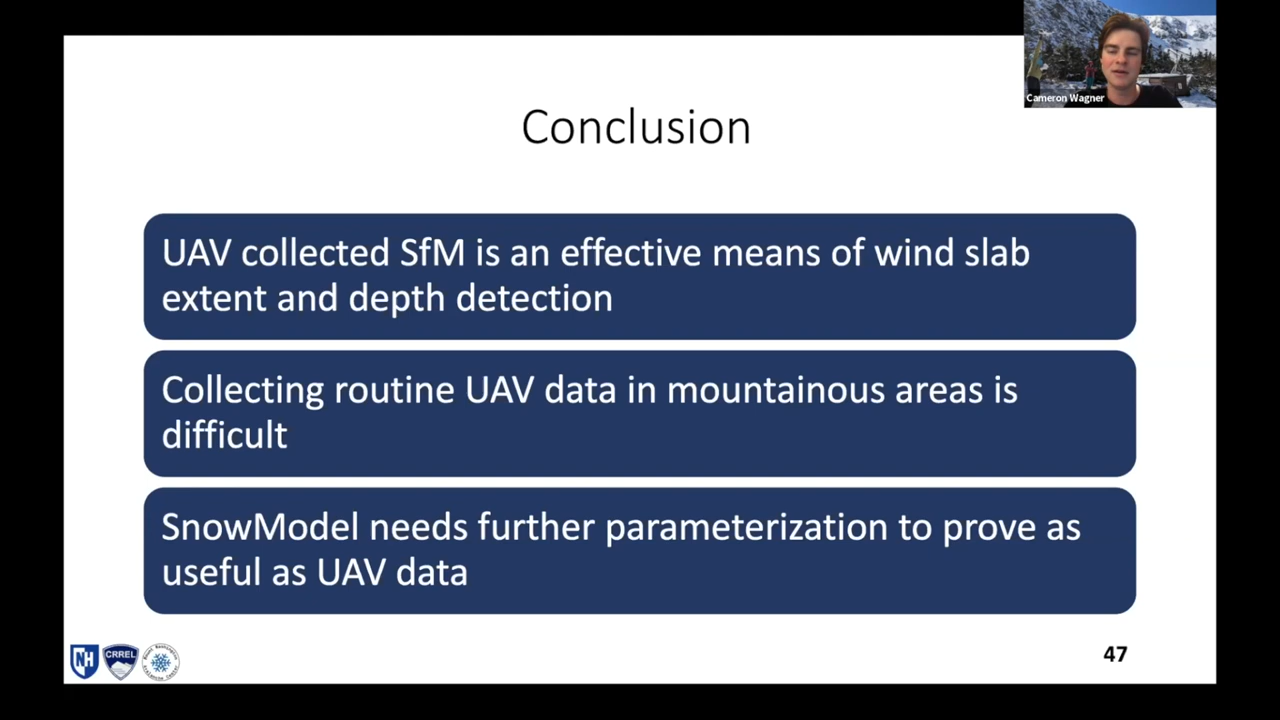 Cameron Wagner
Conclusion
UAV collected SfM is an effective means of wind slab
extent and depth detection
Collecting routine UAV data in mountainous areas is
difficult
SnowModel needs further parameterization to prove as
useful as UAV data
NH
CRREL
47